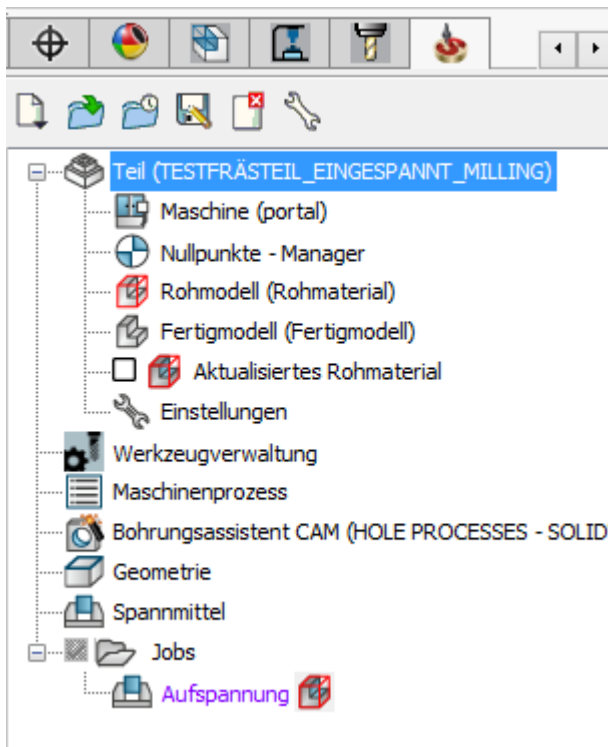 Teil (TESTFRÄSTEIL_EINGESPANNT_MILLING)
Maschine (portal)
Nullpunkte - Manager
Rohmodell (Rohmaterial)
Fertigmodell (Fertigmodell)
Aktualisiertes Rohmaterial
Einstellungen
Werkzeugverwaltung
Maschinenprozess
Bohrungsassistent CAM (HOLE PROCESSES - SOLID
Geometrie
Spannmittel
Jobs
Aufspannung